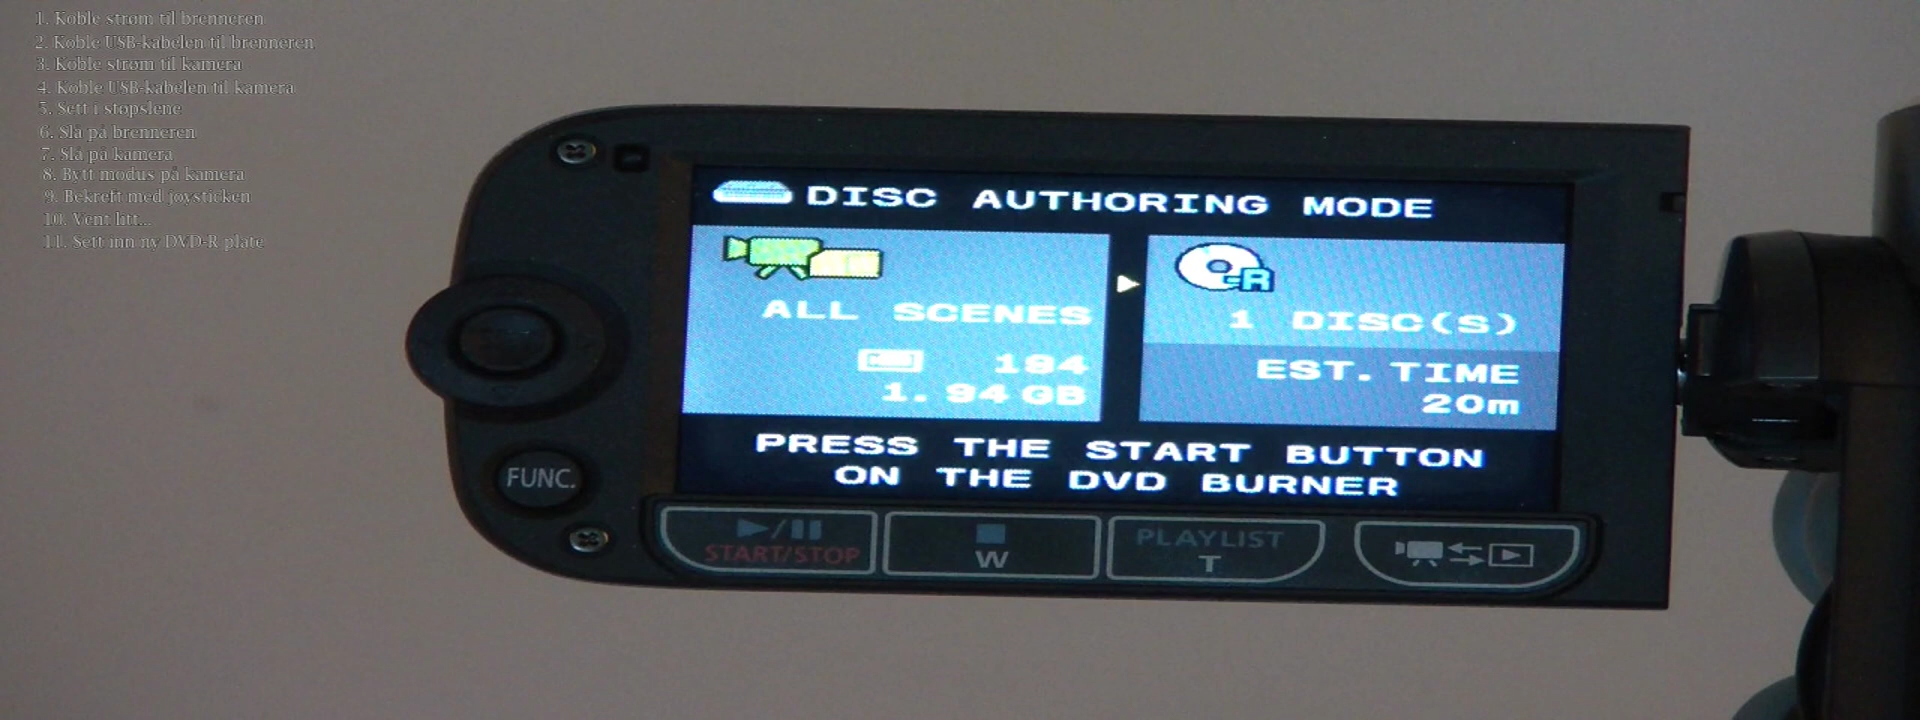 1. Koble strøm til brenneren
2. Koble USB-kabelen til brenneren
3. Koble strøm til kamera
4. Koble USB-kabelen til kamera
5. Sett i støpslene
6. Slå på brenneren
7. Slå på kamera
8. Bytt modus på kamera
9. Bekreft med joysticken
10. Vent litt...
11. Sett inn ny DVD-R plate
DISC AUTHORING MODE
ALL SCENES
194
1.94GB
R
1 DISC(S)
EST. TIME
20m
PRESS THE START BUTTON
ON THE DVD BURNER
FUNC.
START/STOP
W
PLAYLIST
T